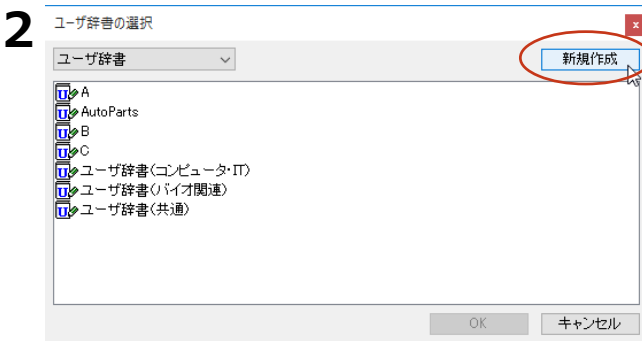 2
ユーザ辞書の選択
x
ユーザ辞書
新規作成
A
AutoParts
B
C
ユーザ辞書(コンピュータ・IT)
ユーザ辞書(バイオ関連)
ユーザ辞書(共通)
OK
キャンセル